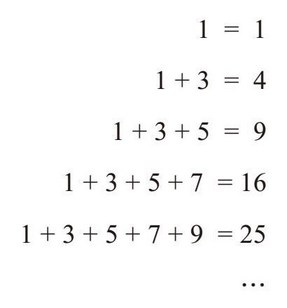 1 = 1
1 + 3 = 4
1 + 3 + 5 = 9
1 + 3 + 5 + 7 = 16
1 + 3 + 5 + 7 + 9 = 25
...